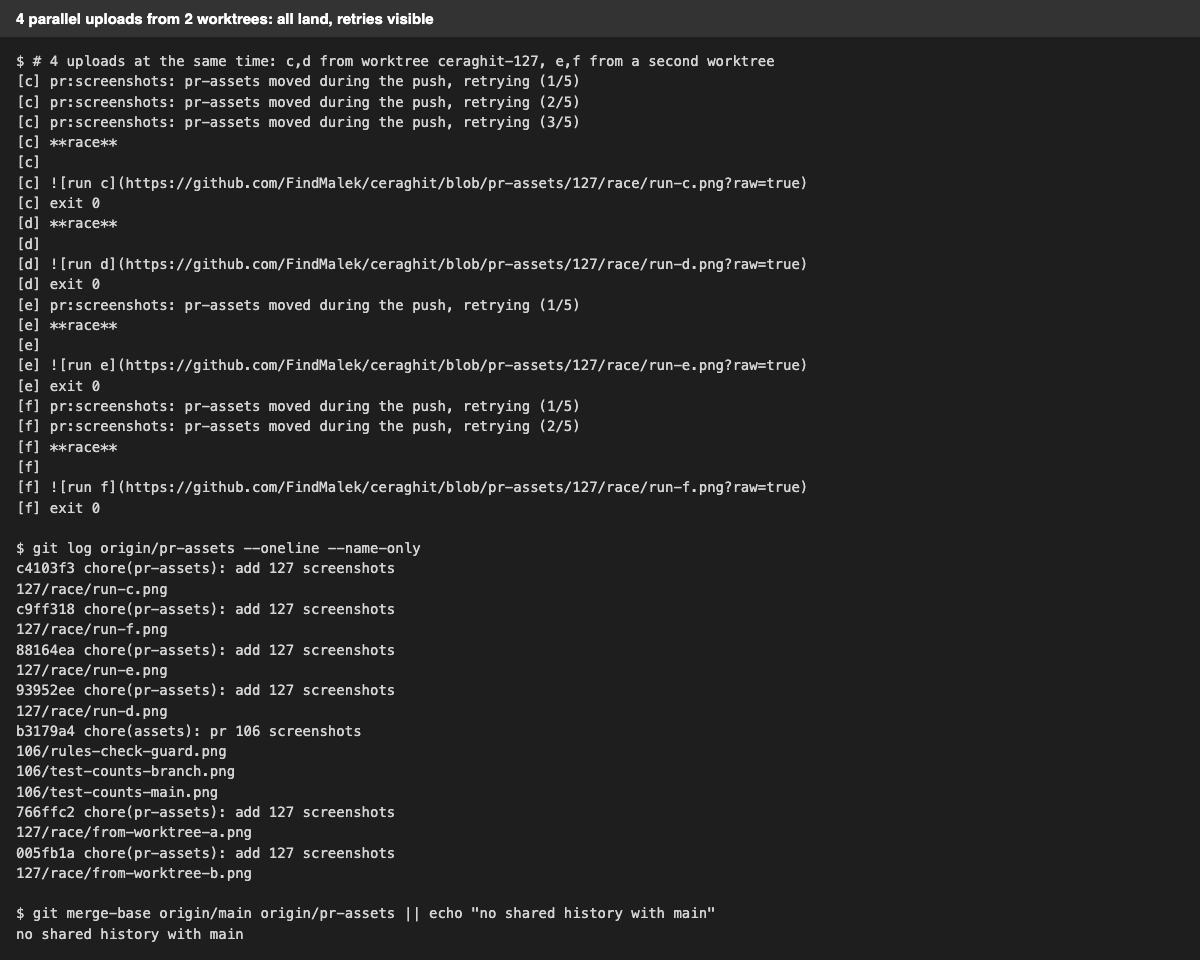 4 parallel uploads from 2 worktrees: all land, retries visible
$ # 4 uploads at the same time: c,d from worktree ceraghit-127, e,f from a second worktree
[c] pr:screenshots: pr-assets moved during the push, retrying (1/5)
[c] pr:screenshots: pr-assets moved during the push, retrying (2/5)
[c] pr:screenshots: pr-assets moved during the push, retrying (3/5)
[c] **race**
[c]
[c] ![run c](https://github.com/FindMalek/ceraghit/blob/pr-assets/127/race/run-c.png?raw=true)
[c] exit 0
[d] **race**
[d]
[d] ![run d](https://github.com/FindMalek/ceraghit/blob/pr-assets/127/race/run-d.png?raw=true)
[d] exit 0
[e] pr:screenshots: pr-assets moved during the push, retrying (1/5)
[e] **race**
[e]
[e] ![run e](https://github.com/FindMalek/ceraghit/blob/pr-assets/127/race/run-e.png?raw=true)
[e] exit 0
[f] pr:screenshots: pr-assets moved during the push, retrying (1/5)
[f] pr:screenshots: pr-assets moved during the push, retrying (2/5)
[f] **race**
[f]
[f] ![run f](https://github.com/FindMalek/ceraghit/blob/pr-assets/127/race/run-f.png?raw=true)
[f] exit 0
$ git log origin/pr-assets --oneline --name-only
c4103f3 chore(pr-assets): add 127 screenshots
127/race/run-c.png
c9ff318 chore(pr-assets): add 127 screenshots
127/race/run-f.png
88164ea chore(pr-assets): add 127 screenshots
127/race/run-e.png
93952ee chore(pr-assets): add 127 screenshots
127/race/run-d.png
b3179a4 chore(assets): pr 106 screenshots
106/rules-check-guard.png
106/test-counts-branch.png
106/test-counts-main.png
766ffc2 chore(pr-assets): add 127 screenshots
127/race/from-worktree-a.png
005fb1a chore(pr-assets): add 127 screenshots
127/race/from-worktree-b.png
$ git merge-base origin/main origin/pr-assets || echo "no shared history with main"
no shared history with main